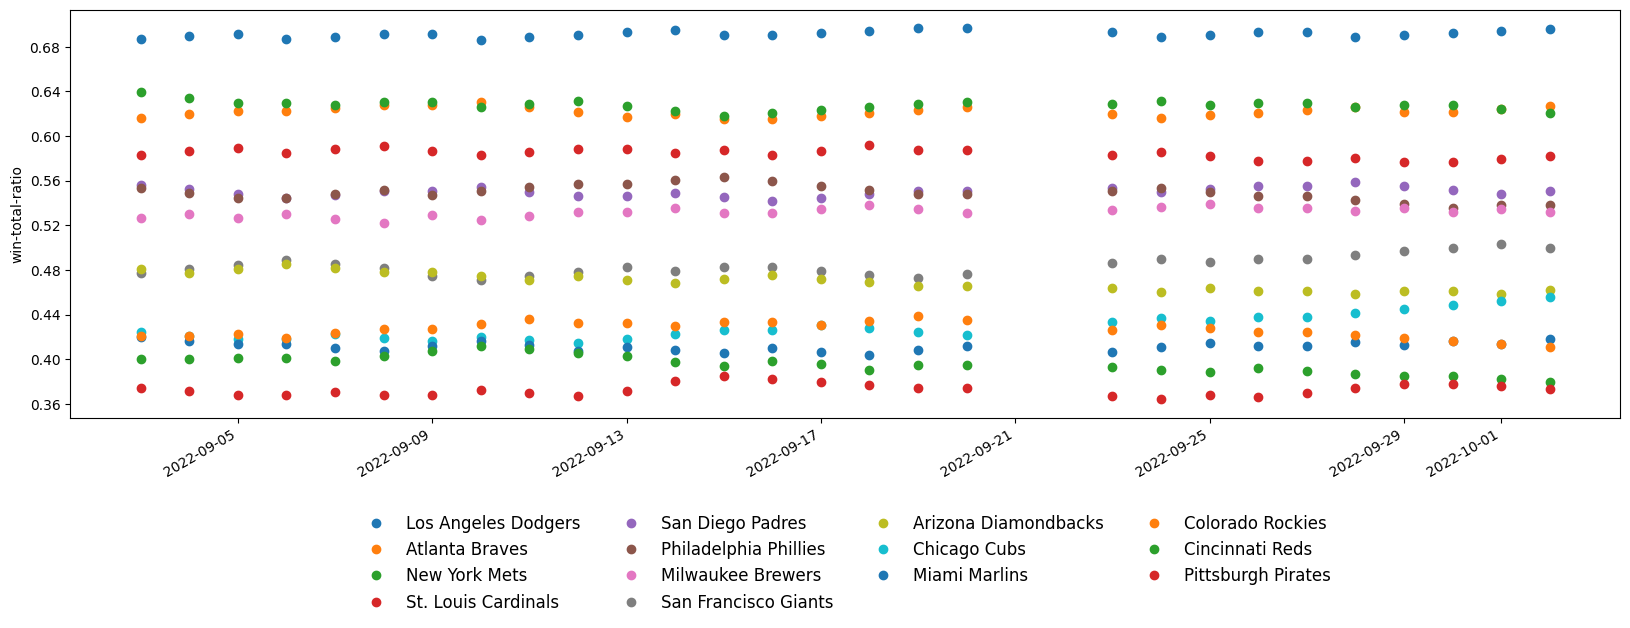 win-total-ratio
0.68
0.64
0.60
0.56
0.52
0.48
0.44
0.40
0.36
2022-09-05
2022-09-09
2022-09-13
2022-09-17
2022-09-21
2022-09-25
2022-09-29
2022-10-01
Los Angeles Dodgers
Atlanta Braves
New York Mets
St. Louis Cardinals
San Diego Padres
Philadelphia Phillies
Milwaukee Brewers
San Francisco Giants
Arizona Diamondbacks
Chicago Cubs
Miami Marlins
Colorado Rockies
Cincinnati Reds
Pittsburgh Pirates